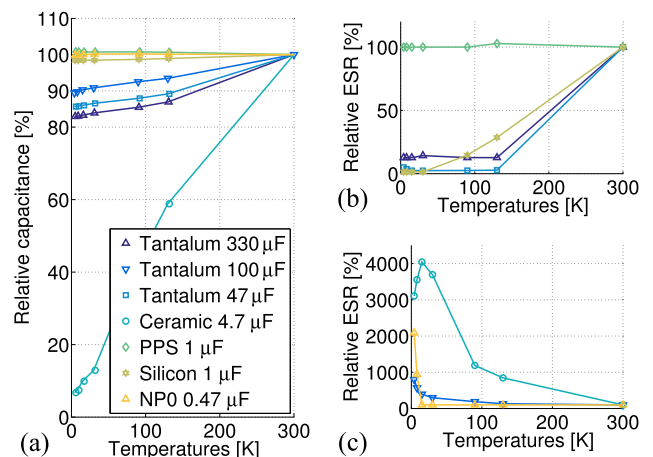 110
100
90
80
60
40
20
0
Relative capacitance [%]
0
100
200
300
Temperatures [K]
(a)
Tantalum 330 µF
Tantalum 100 µF
Tantalum 47 µF
Ceramic 4.7 µF
PPS 1 µF
Silicon 1 µF
NP0 0.47 µF
100
50
0
Relative ESR [%]
0
100
200
300
Temperatures [K]
(b)
4000
3000
2000
1000
0
Relative ESR [%]
0
100
200
300
Temperatures [K]
(c)